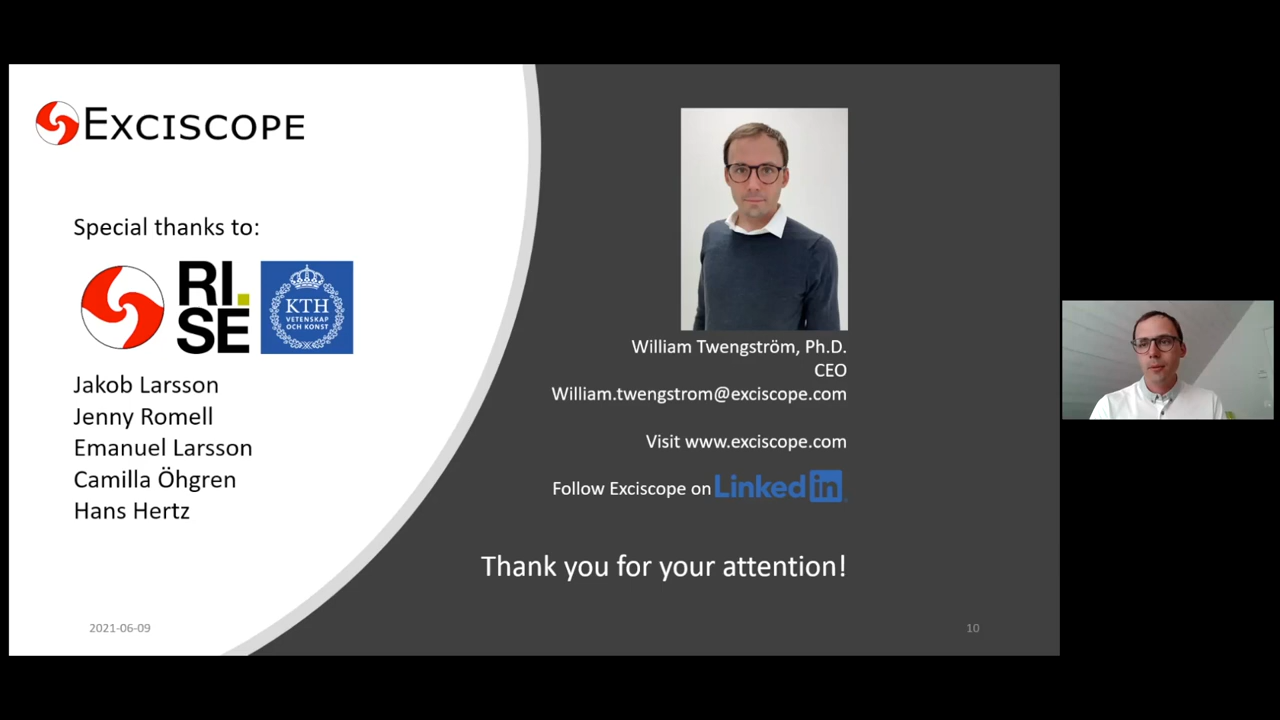 EXCISCOPE
Special thanks to:
RI.
SE
KTH
VETENSKAP
OCH KONST
Jakob Larsson
Jenny Romell
Emanuel Larsson
Camilla Öhgren
Hans Hertz
2021-06-09
William Twengström, Ph.D.
CEO
William.twengstrom@exciscope.com
Visit www.exciscope.com
Follow Exciscope on Linkedin
Thank you for your attention!
10